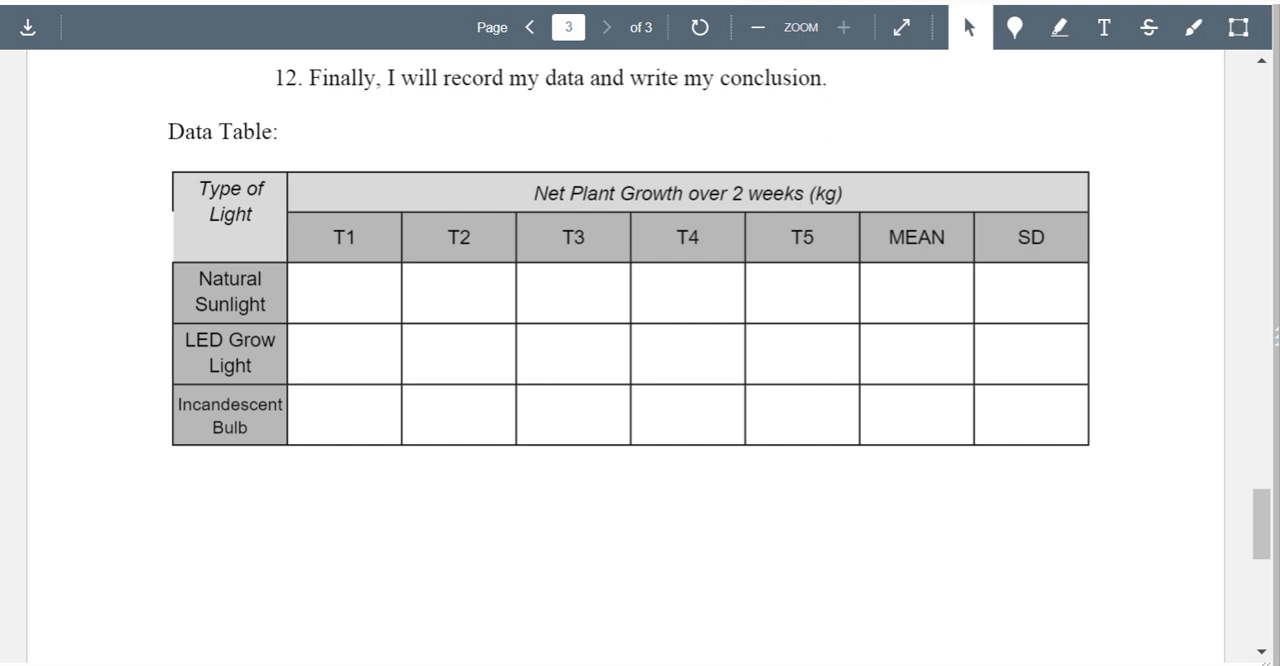 Page 3 of 3 ZOOM T S
12. Finally, I will record my data and write my conclusion.
Data Table:
Type of
Light
Net Plant Growth over 2 weeks (kg)
T1 T2 T3 T4 T5 MEAN SD
Natural
Sunlight
LED Grow
Light
Incandescent
Bulb